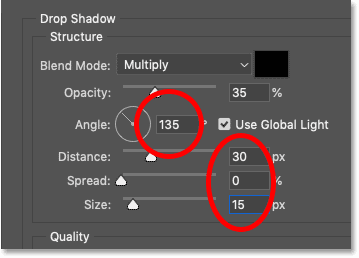 Drop Shadow
Structure
Blend Mode: Multiply
Opacity: 35 %
Angle: 135 ° Use Global Light
Distance: 30 px
Spread: 0 %
Size: 15 px
Quality